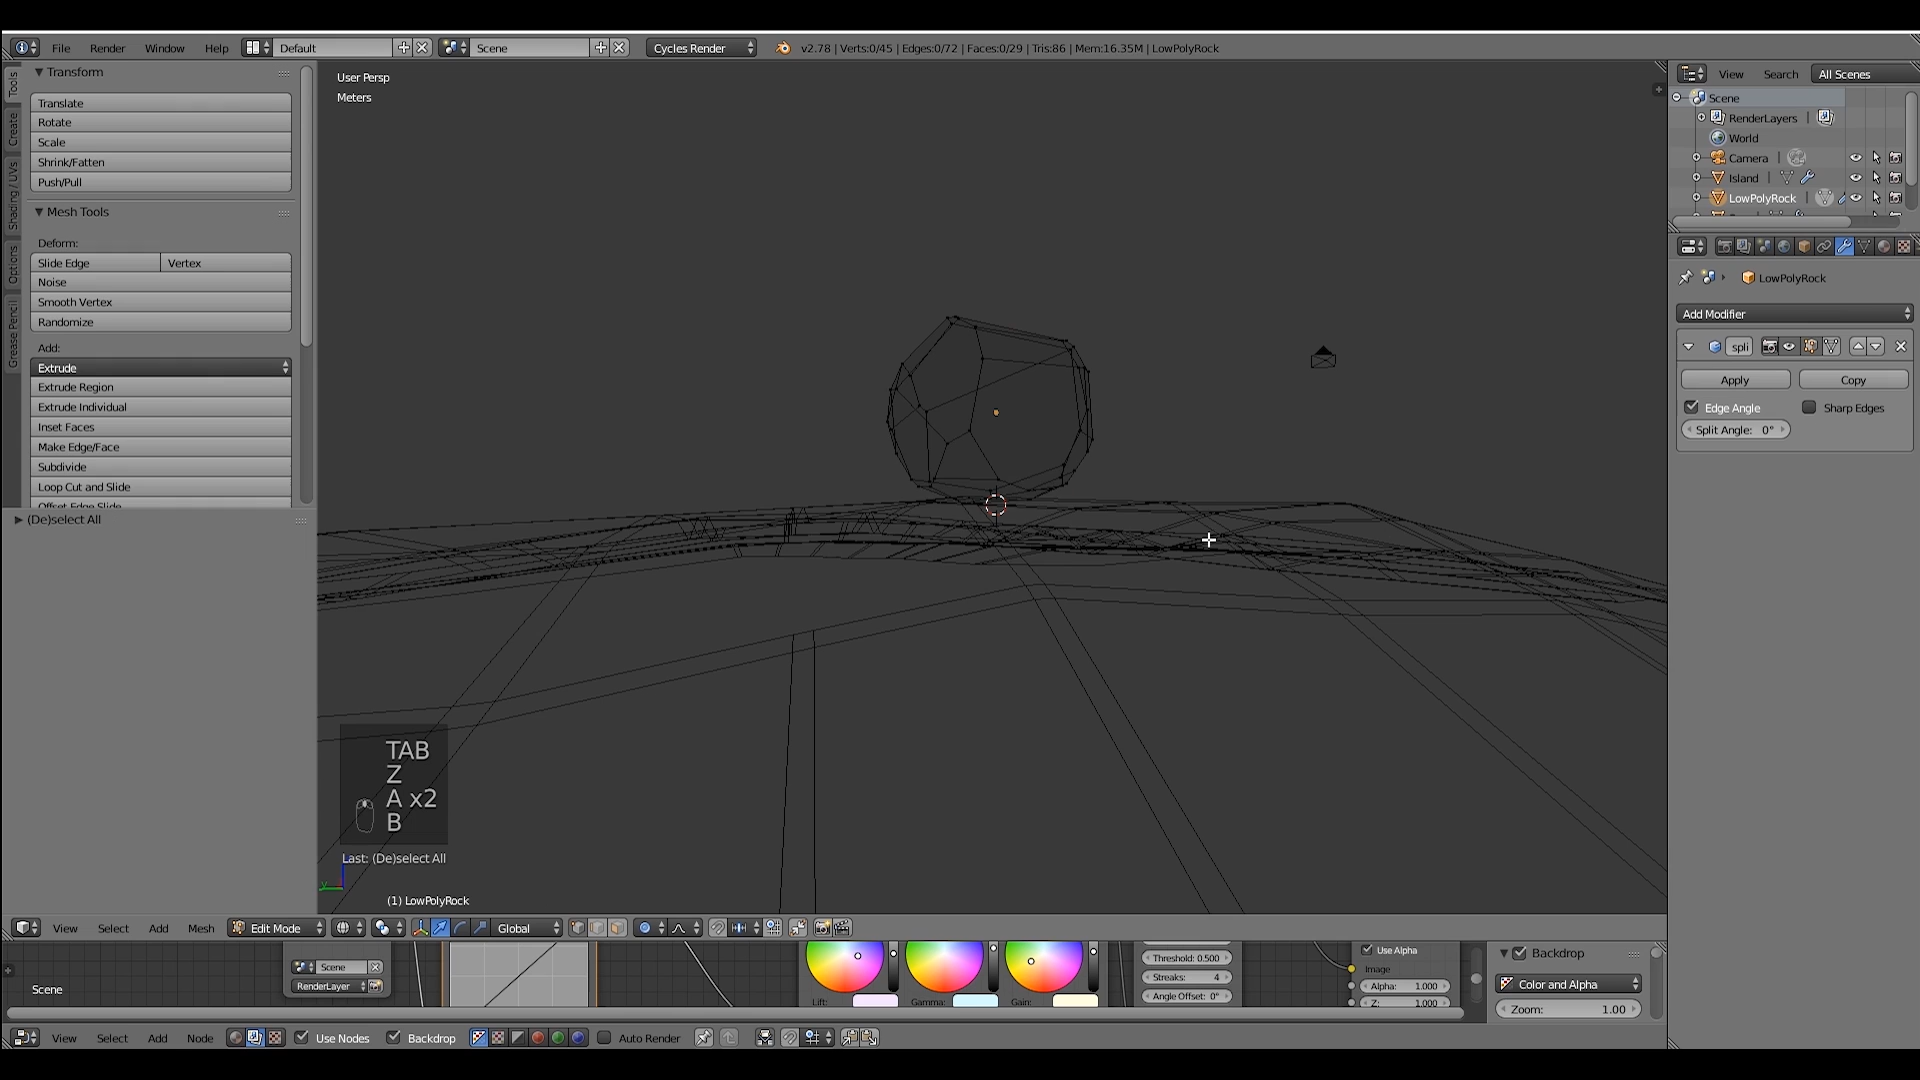 File Render Window Help Default Scene Cycles Render v2.78 | Verts:0/45 | Edges:0/72 | Faces:0/29 | Tris:86 | Mem:16.35M | LowPolyRock
Tools
Create
Shading / UVs
Options
Grease Pencil
Transform
Translate
Rotate
Scale
Shrink/Fatten
Push/Pull
Mesh Tools
Deform:
Slide Edge Vertex
Noise
Smooth Vertex
Randomize
Add:
Extrude
Extrude Region
Extrude Individual
Inset Faces
Make Edge/Face
Subdivide
Loop Cut and Slide
Offset Edge Slide
(De)select All
User Persp
Meters
TAB
Z
A x2
B
Last: (De)select All
(1) LowPolyRock
View Search All Scenes
Scene
RenderLayers |
World
Camera |
Island |
LowPolyRock |
LowPolyRock
Add Modifier
spli
Apply Copy
Edge Angle Sharp Edges
Split Angle: 0°
View Select Add Mesh Edit Mode Global
Scene
RenderLayer
Scene
Lift: Gamma: Gain:
Threshold: 0.500
Streaks: 4
Angle Offset: 0°
Use Alpha
Image
Alpha: 1.000
Z: 1.000
Backdrop
Color and Alpha
Zoom: 1.00
View Select Add Node Use Nodes Backdrop Auto Render